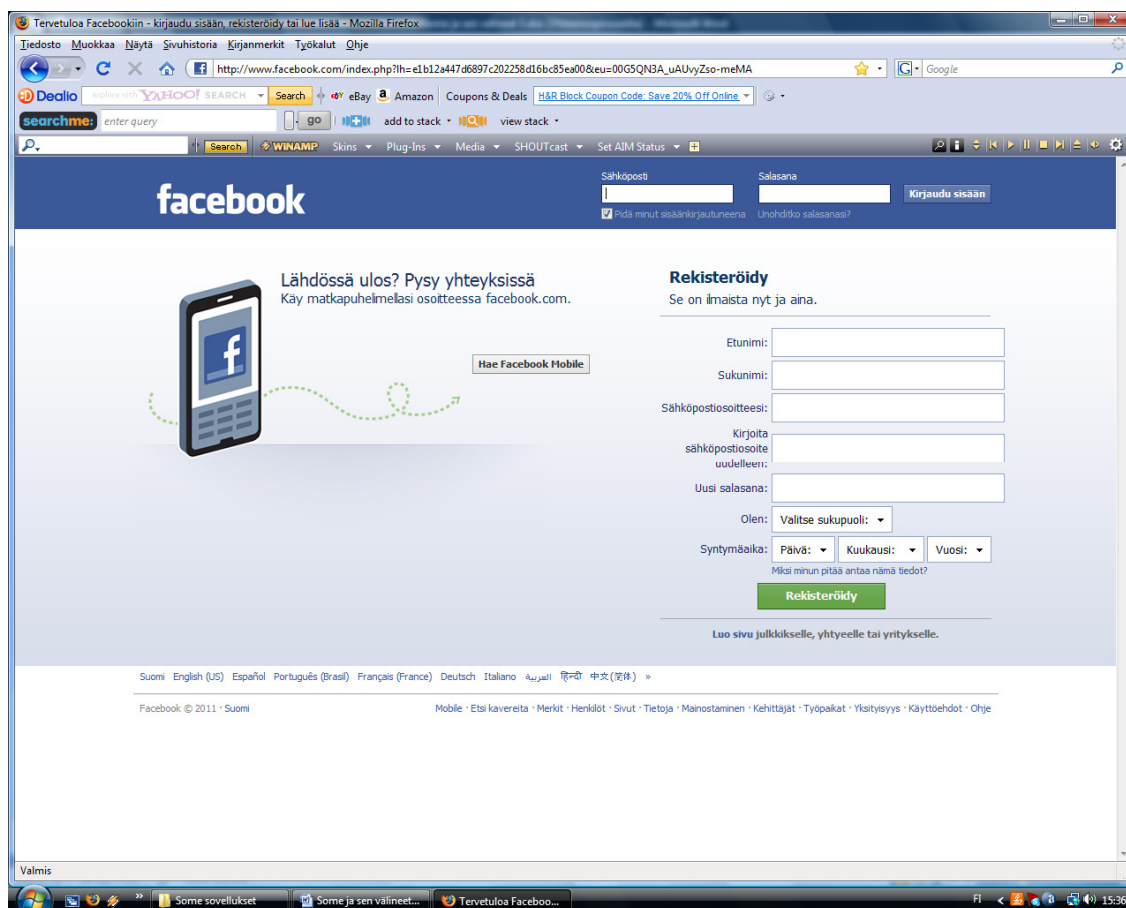 Tervetuloa Facebookiin - kirjaudu sisään, rekisteröidy tai lue lisää - Mozilla Firefox
Tiedosto Muokkaa Näytä Sivuhistoria Kirjanmerkit Työkalut Ohje
http://www.facebook.com/index.php?lh=e1b12a447d6897c202258d16bc85ea00&eu=00G5QN3A_uAUvyZso-meMA Google
Dealio explore with YAHOO! SEARCH Search eBay Amazon Coupons & Deals H&R Block Coupon Code: Save 20% Off Online
searchme: enter query go add to stack view stack
Search WINAMP Skins Plug-Ins Media SHOUTcast Set AIM Status
facebook
Sähköposti Salasana
Kirjaudu sisään
Pidä minut sisäänkirjautuneena Unohditko salasanasi?
Lähdössä ulos? Pysy yhteyksissä
Käy matkapuhelimellasi osoitteessa facebook.com.
Hae Facebook Mobile
Rekisteröidy
Se on ilmaista nyt ja aina.
Etunimi:
Sukunimi:
Sähköpostiosoitteesi:
Kirjoita
sähköpostiosoite
uudelleen:
Uusi salasana:
Olen: Valitse sukupuoli:
Syntymäaika: Päivä: Kuukausi: Vuosi:
Miksi minun pitää antaa nämä tiedot?
Rekisteröidy
Luo sivu julkkikselle, yhtyeelle tai yritykselle.
Suomi English (US) Español Português (Brasil) Français (France) Deutsch Italiano العربية हिन्दी 中文(简体) »
Facebook © 2011 · Suomi
Mobile · Etsi kavereita · Merkit · Henkilöt · Sivut · Tietoja · Mainostaminen · Kehittäjät · Työpaikat · Yksityisyys · Käyttöehdot · Ohje
Valmis
Some sovellukset Some ja sen välineet... Tervetuloa Faceboo... FI 15:36